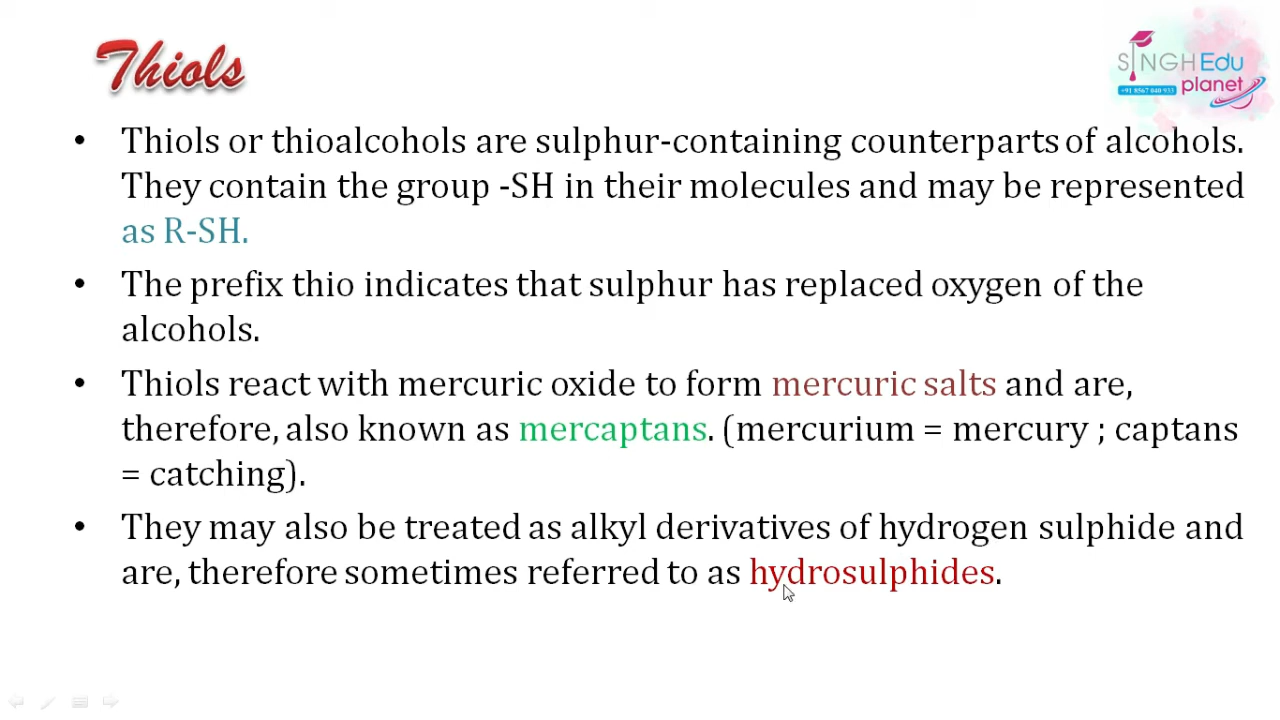 Thiols
SINGH Edu
planet
+91 8567 040 933
• Thiols or thioalcohols are sulphur-containing counterparts of alcohols.
They contain the group -SH in their molecules and may be represented
as R-SH.
• The prefix thio indicates that sulphur has replaced oxygen of the
alcohols.
• Thiols react with mercuric oxide to form mercuric salts and are,
therefore, also known as mercaptans. (mercurium = mercury ; captans
= catching).
• They may also be treated as alkyl derivatives of hydrogen sulphide and
are, therefore sometimes referred to as hydrosulphides.